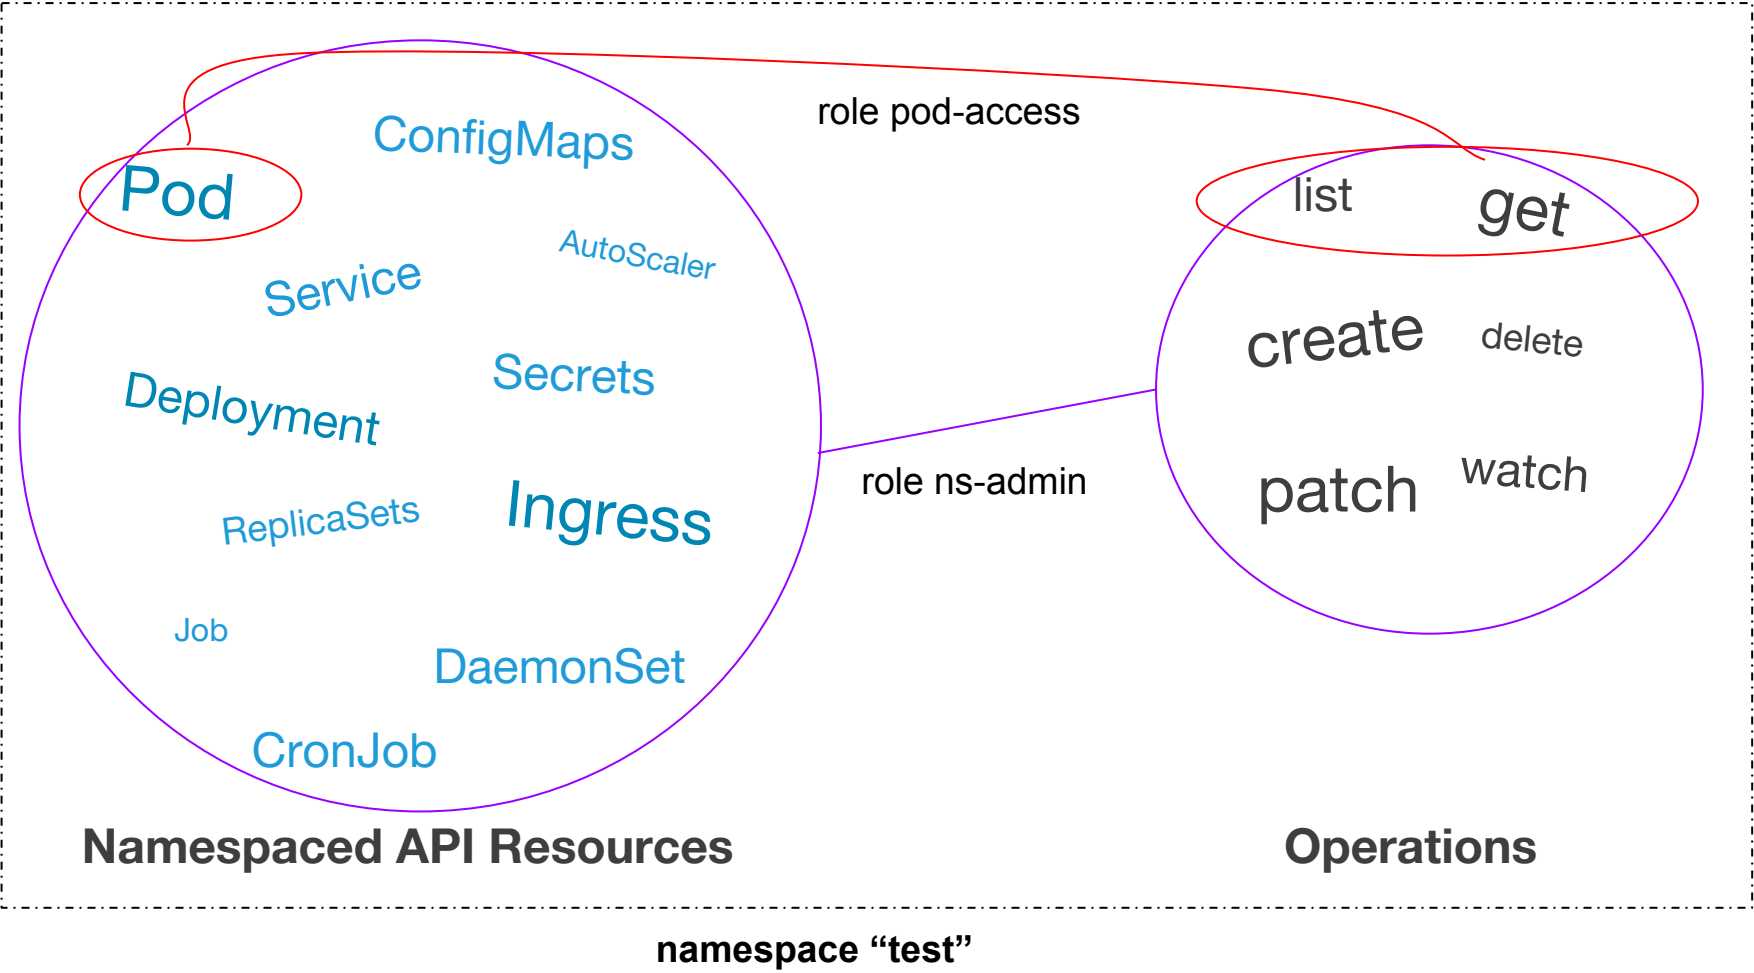 role pod-access
ConfigMaps
Pod
AutoScaler
Service
Deployment
Secrets
ReplicaSets
Ingress
Job
DaemonSet
CronJob
Namespaced API Resources
role ns-admin
list
get
create
delete
patch
watch
Operations
namespace “test”